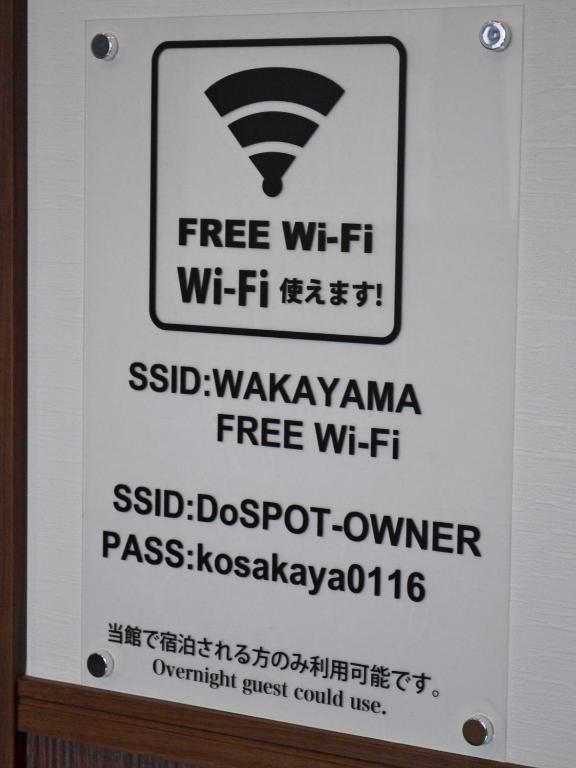 FREE Wi-Fi
Wi-Fi 使えます!
SSID:WAKAYAMA
FREE Wi-Fi
SSID:DoSPOT-OWNER
PASS:kosakaya0116
当館で宿泊される方のみ利用可能です。
Overnight guest could use.